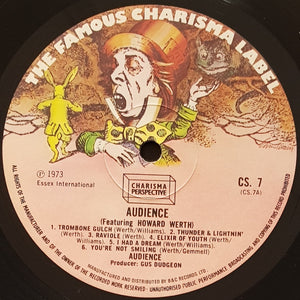 THE FAMOUS CHARISMA LABEL
℗ 1973
Essex International
CHARISMA
PERSPECTIVE
CS. 7
(CS.7A)
AUDIENCE
(Featuring HOWARD WERTH)
1. TROMBONE GULCH (Werth/
Williams). 2. THUNDER & LIGHTNIN'
(Werth). 3. RAVIOLE (Werth). 4. ELIXIR OF YOUTH (Werth/
Williams). 5. I HAD A DREAM (Werth/Williams).
6. YOU'RE NOT SMILING (Werth/Gemmell)
AUDIENCE
Producer: GUS DUDGEON
MANUFACTURED AND DISTRIBUTED BY B&C RECORDS LTD.
ALL RIGHTS OF THE MANUFACTURER AND OF THE OWNER OF THE RECORDED WORK RESERVED. UNAUTHORISED PUBLIC PERFORMANCE, BROADCASTING AND COPYING OF THIS RECORD PROHIBITED